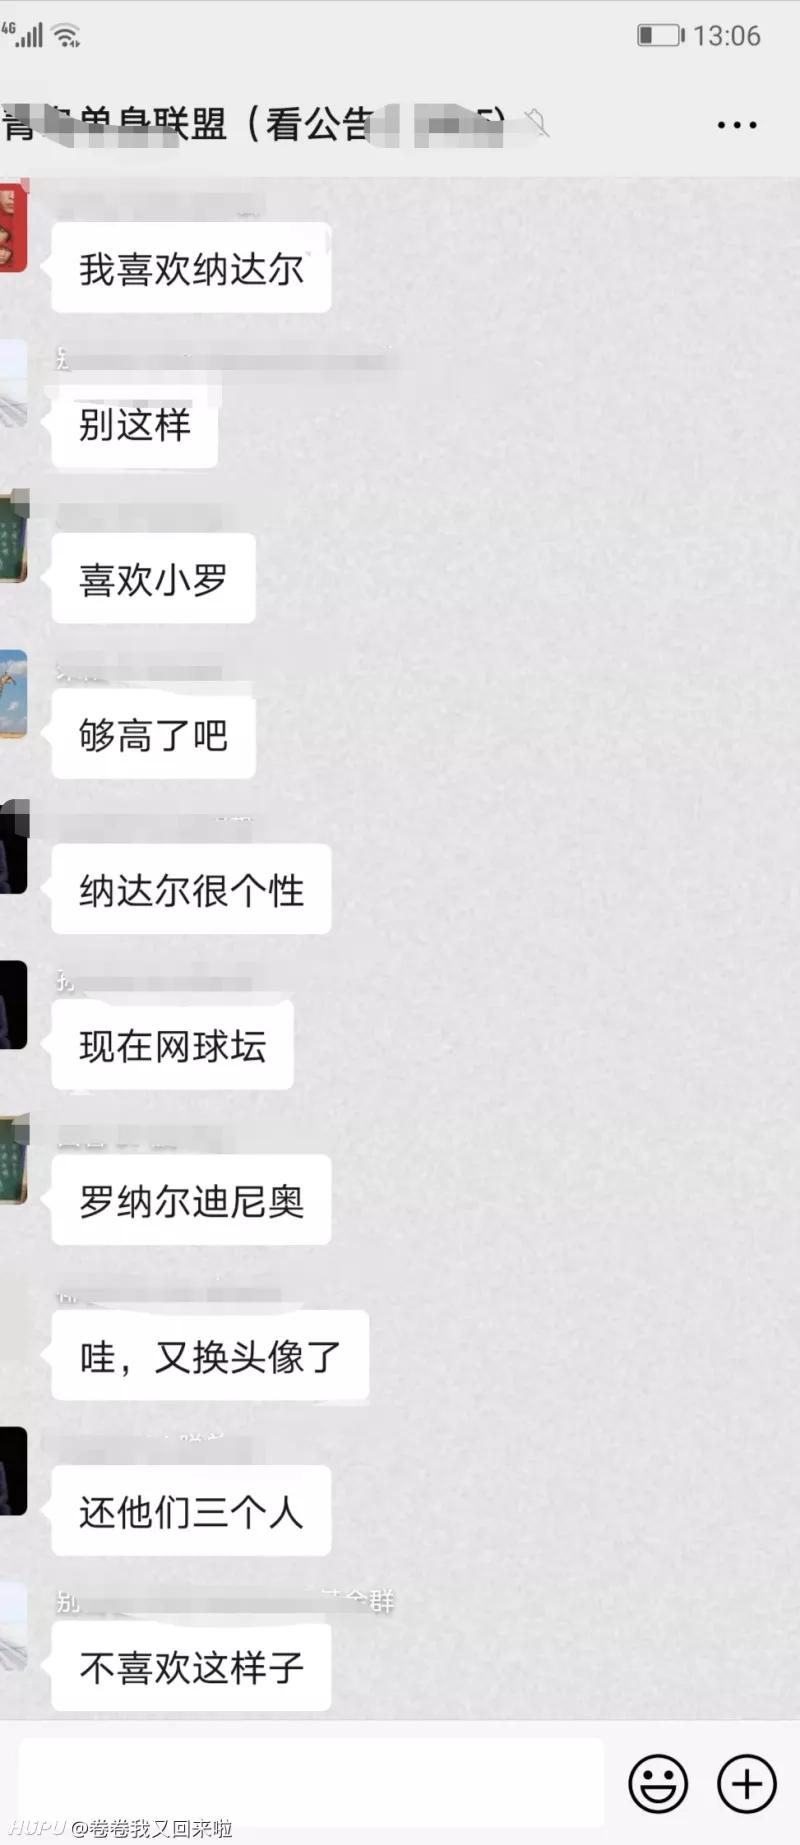 4G
13:06
单身联盟（看公告
我喜欢纳达尔
别
别这样
喜欢小罗
够高了吧
纳达尔很个性
现在网球坛
罗纳尔迪尼奥
哇，又换头像了
还他们三个人
别
群
不喜欢这样子
HUPU @卷卷我又回来啦